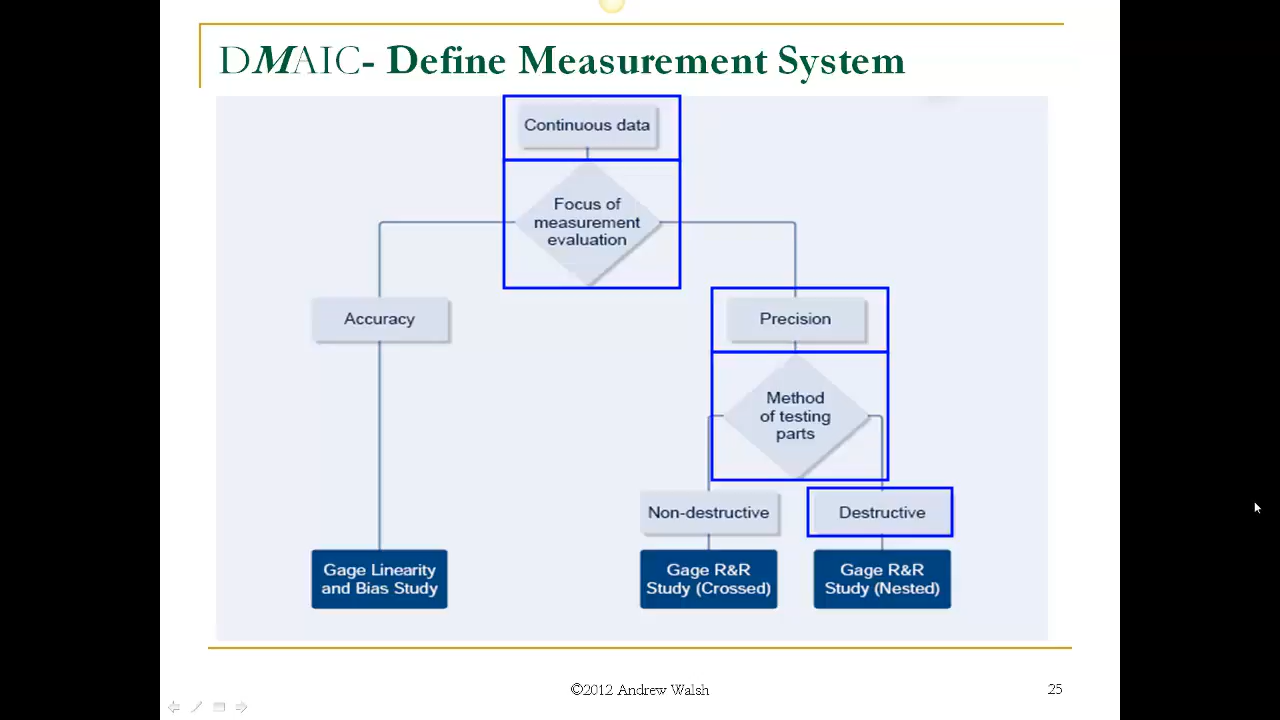 DMAIC- Define Measurement System
Continuous data
Focus of
measurement
evaluation
Accuracy
Precision
Method
of testing
parts
Non-destructive
Destructive
Gage Linearity
and Bias Study
Gage R&R
Study (Crossed)
Gage R&R
Study (Nested)
©2012 Andrew Walsh
25